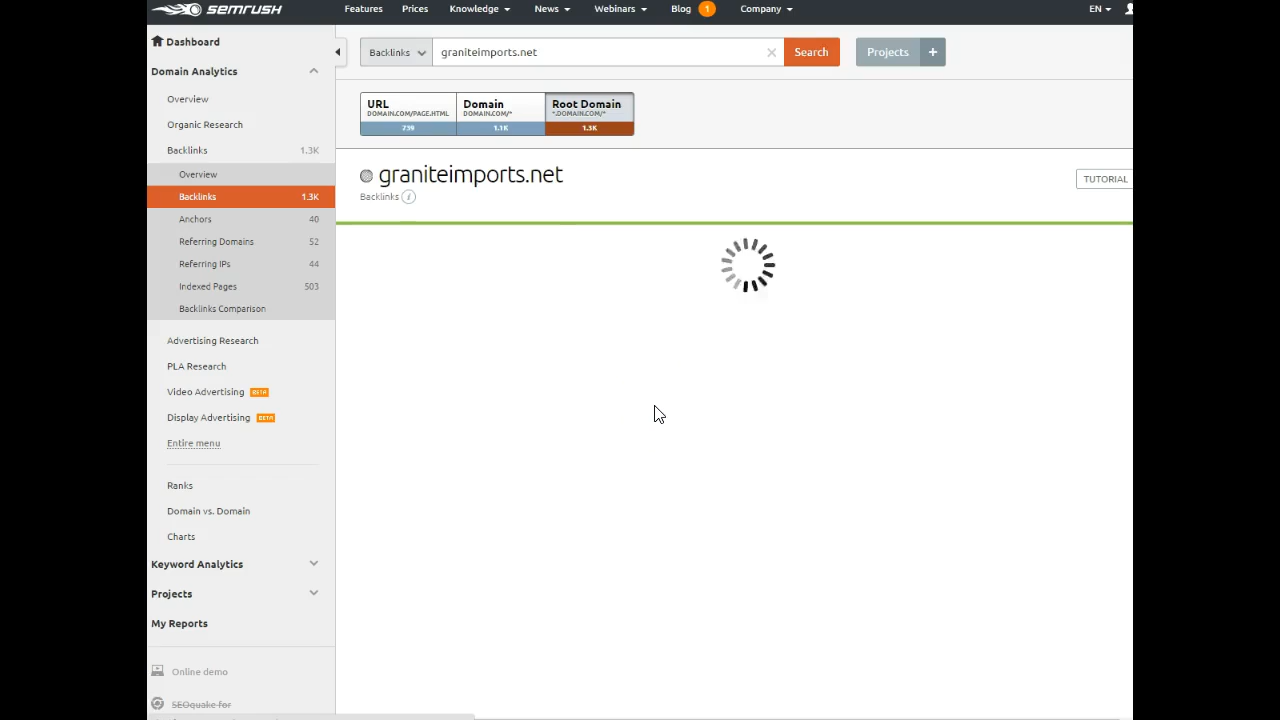 semrush
Features Prices Knowledge News Webinars Blog 1 Company EN
Dashboard
Domain Analytics
Overview
Organic Research
Backlinks 1.3K
Overview
Backlinks 1.3K
Anchors 40
Referring Domains 52
Referring IPs 44
Indexed Pages 503
Backlinks Comparison
Advertising Research
PLA Research
Video Advertising BETA
Display Advertising BETA
Entire menu
Ranks
Domain vs. Domain
Charts
Keyword Analytics
Projects
My Reports
Online demo
SEOquake for
Backlinks graniteimports.net Search Projects +
URL Domain Root Domain
DOMAIN.COM/PAGE.HTML DOMAIN.COM/* *.DOMAIN.COM/*
739 1.1K 1.3K
graniteimports.net
TUTORIAL
Backlinks i